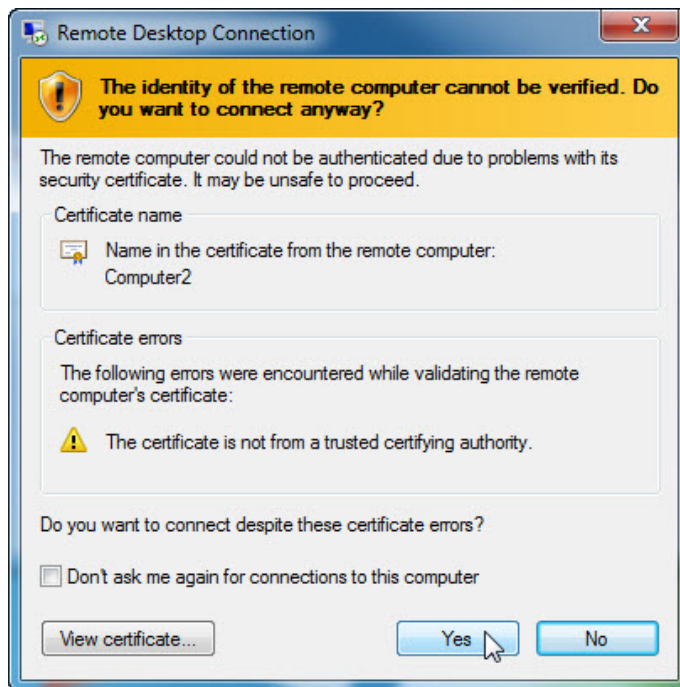 Remote Desktop Connection
The identity of the remote computer cannot be verified. Do
you want to connect anyway?
The remote computer could not be authenticated due to problems with its
security certificate. It may be unsafe to proceed.
Certificate name
Name in the certificate from the remote computer:
Computer2
Certificate errors
The following errors were encountered while validating the remote
computer's certificate:
The certificate is not from a trusted certifying authority.
Do you want to connect despite these certificate errors?
Don't ask me again for connections to this computer
View certificate...
Yes
No